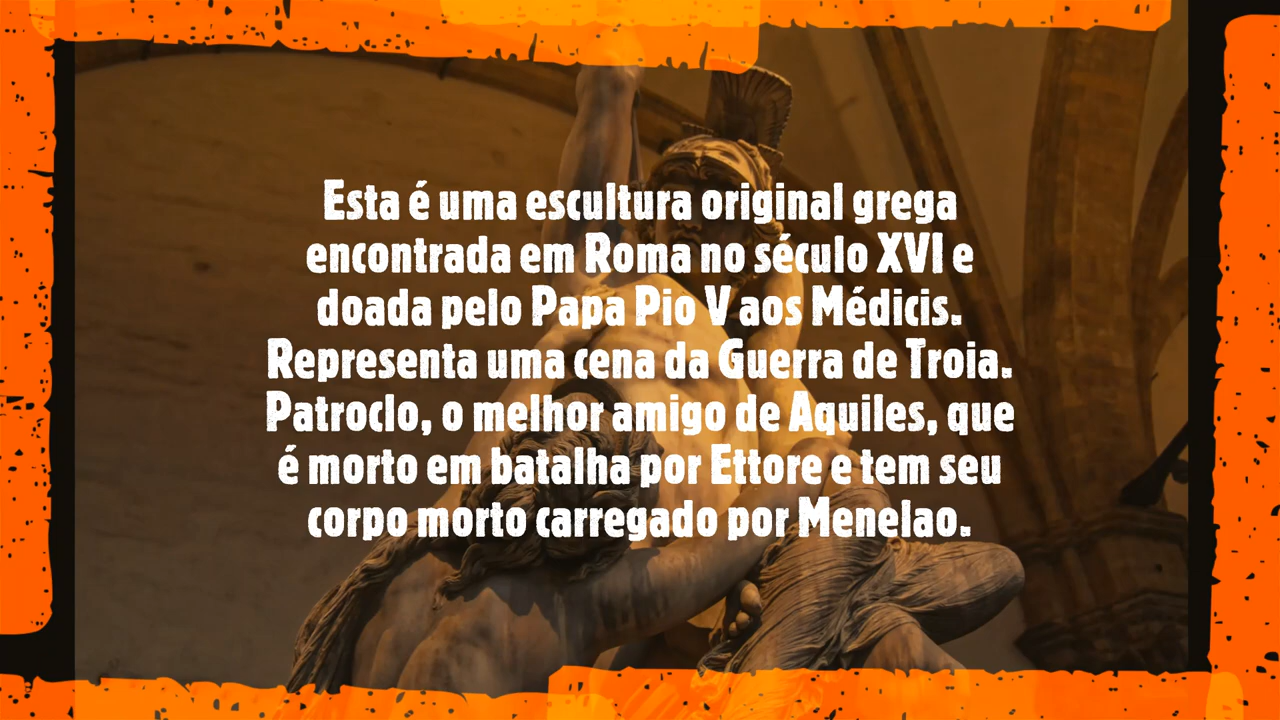 Esta é uma escultura original grega
encontrada em Roma no século XVI e
doada pelo Papa Pio V aos Médicis.
Representa uma cena da Guerra de Troia.
Patroclo, o melhor amigo de Aquiles, que
é morto em batalha por Ettore e tem seu
corpo morto carregado por Menelao.